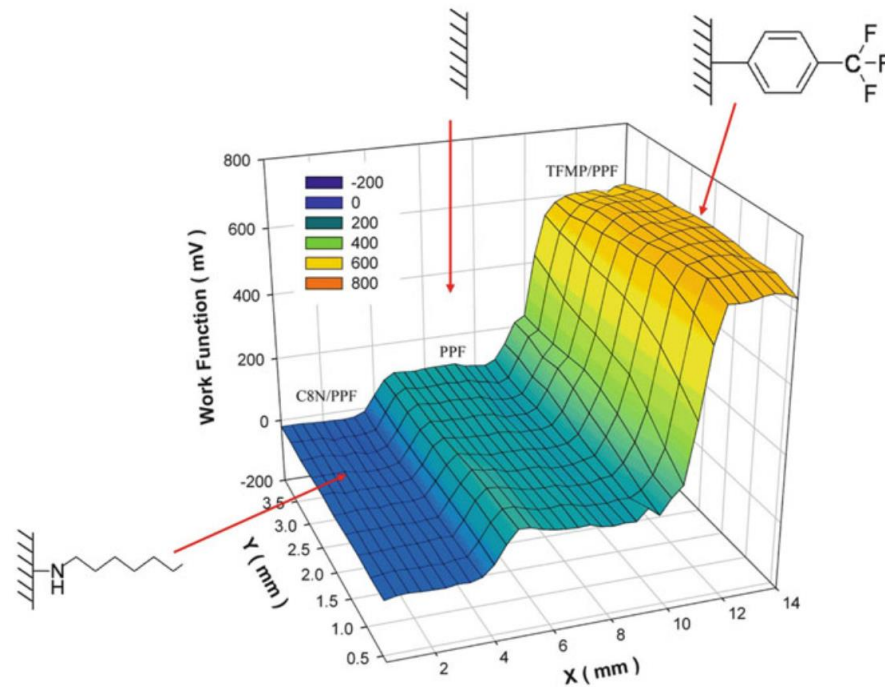 F
C
F
F
800
TFMP/PPF
-200
0
200
400
600
800
600
Work Function ( mV )
400
200
PPF
C8N/PPF
0
-200
3.5
3.0
2.5
2.0
1.5
1.0
0.5
Y ( mm )
N
H
2
4
6
8
10
12
14
X ( mm )